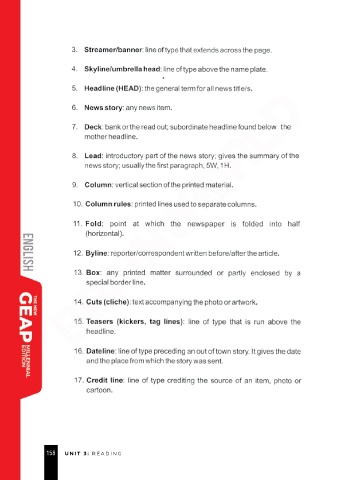 3. Streamer/banner: line of type that extends across the page.
4. Skyline/umbrella head: line of type above the name plate.
5. Headline (HEAD): the general term for all news title/s.
6. News story: any news item.
7. Deck: bank or the read out; subordinate headline found below the
mother headline.
8. Lead: introductory part of the news story; gives the summary of the
news story; usually the first paragraph, 5W, 1H.
9. Column: vertical section of the printed material.
10. Column rules: printed lines used to separate columns.
11. Fold: point at which the newspaper is folded into half
(horizontal).
12. Byline: reporter/correspondent written before/after the article.
13. Box: any printed matter surrounded or partly enclosed by a
special border line.
14. Cuts (cliche): text accompanying the photo or artwork.
15. Teasers (kickers, tag lines): line of type that is run above the
headline.
16. Dateline: line of type preceding an out of town story. It gives the date
and the place from which the story was sent.
17. Credit line: line of type crediting the source of an item, photo or
cartoon.
ENGLISH
THE NEW
GEAP
MILLENNIAL
EDITION
158 UNIT 3: READING